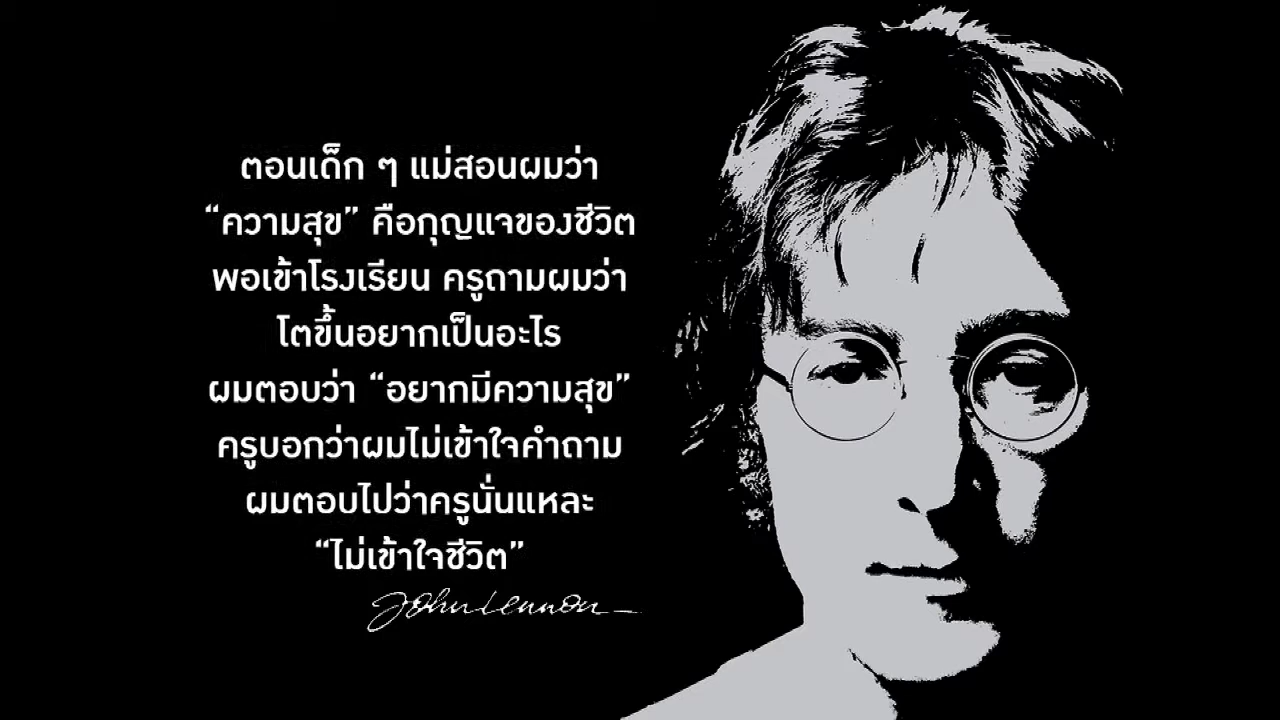 ตอนเด็ก ๆ แม่สอนผมว่า
“ความสุข” คือกุญแจของชีวิต
พอเข้าโรงเรียน ครูถามผมว่า
โตขึ้นอยากเป็นอะไร
ผมตอบว่า “อยากมีความสุข”
ครูบอกว่าผมไม่เข้าใจคำถาม
ผมตอบไปว่าครูนั่นแหละ
“ไม่เข้าใจชีวิต”
John Lennon